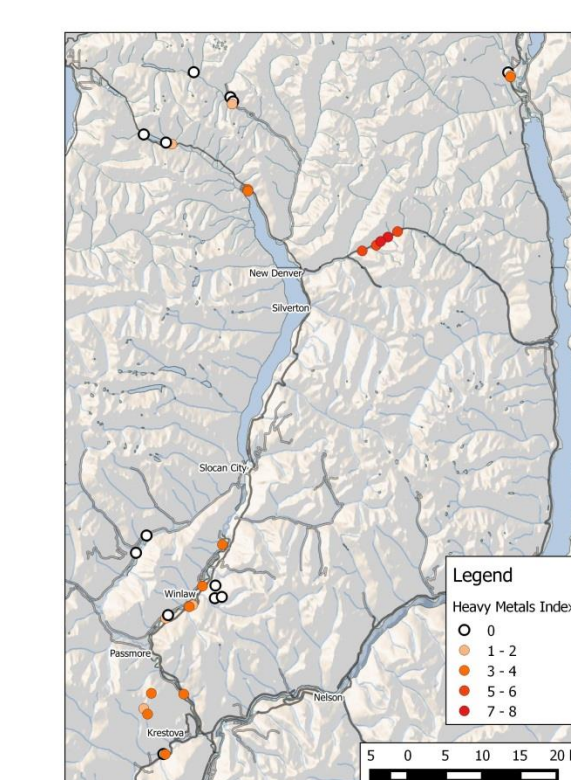 New Denver
Silverton
Slocan City
Legend
Heavy Metals Index
0
1 - 2
Winlaw
3 - 4
5 - 6
Passmore
7 - 8
Nelson
Krestova
5 0 5 10 15 20